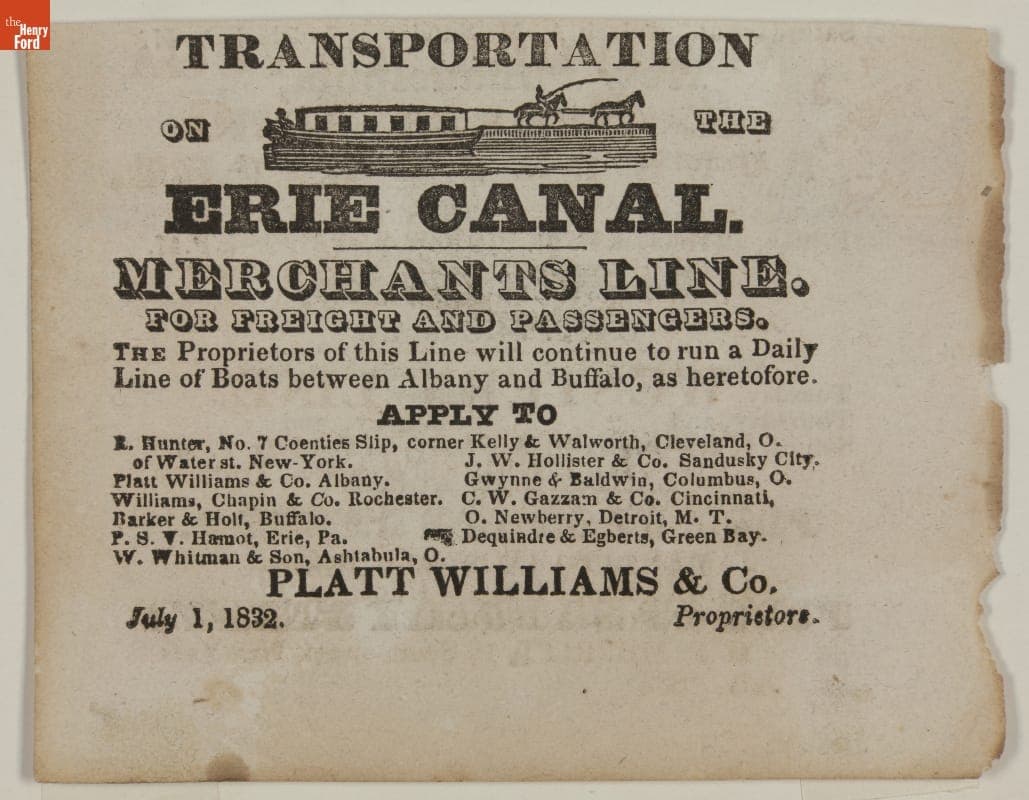 the
Henry
Ford
TRANSPORTATION
ON THE
ERIE CANAL.
MERCHANTS LINE.
FOR FREIGHT AND PASSENGERS.
THE Proprietors of this Line will continue to run a Daily
Line of Boats between Albany and Buffalo, as heretofore.
APPLY TO
R. Hunter, No. 7 Coenties Slip, corner
of Water st. New-York.
Platt Williams & Co. Albany.
Williams, Chapin & Co. Rochester.
Barker & Holt, Buffalo.
P. S. V. Hamot, Erie, Pa.
W. Whitman & Son, Ashtabula, O.
Kelly & Walworth, Cleveland, O.
J. W. Hollister & Co. Sandusky City.
Gwynne & Baldwin, Columbus, O.
C. W. Gazzam & Co. Cincinnati,
O. Newberry, Detroit, M. T.
Dequindre & Egberts, Green Bay.
PLATT WILLIAMS & Co.
July 1, 1832. Proprietors.